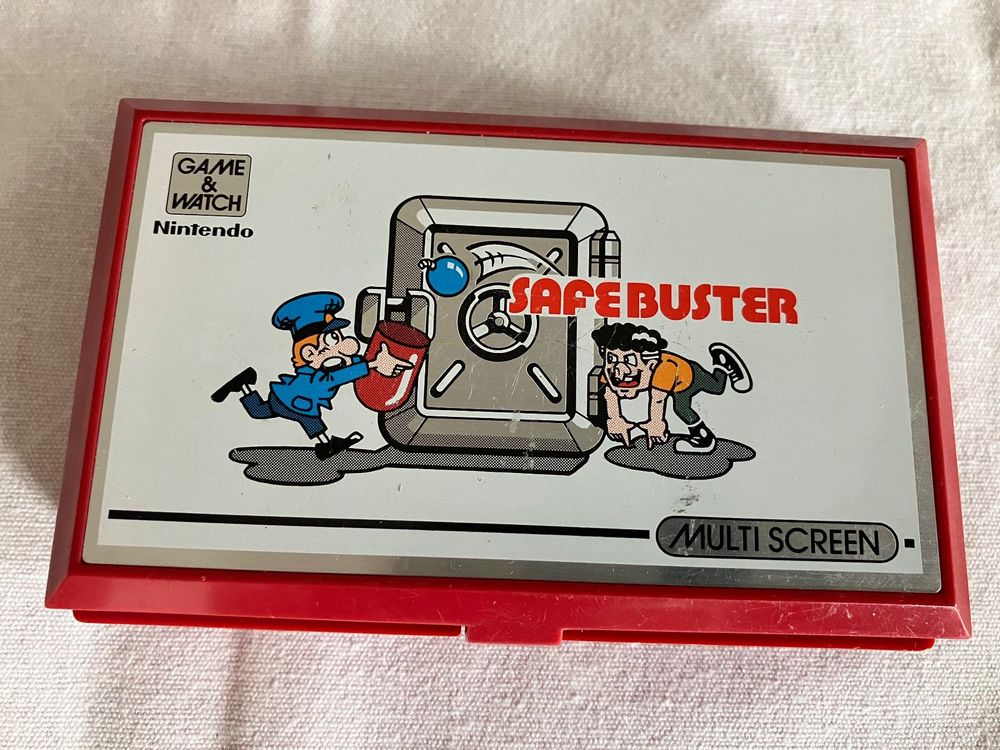 GAME
&
WATCH
Nintendo
SAFEBUSTER
MULTI SCREEN